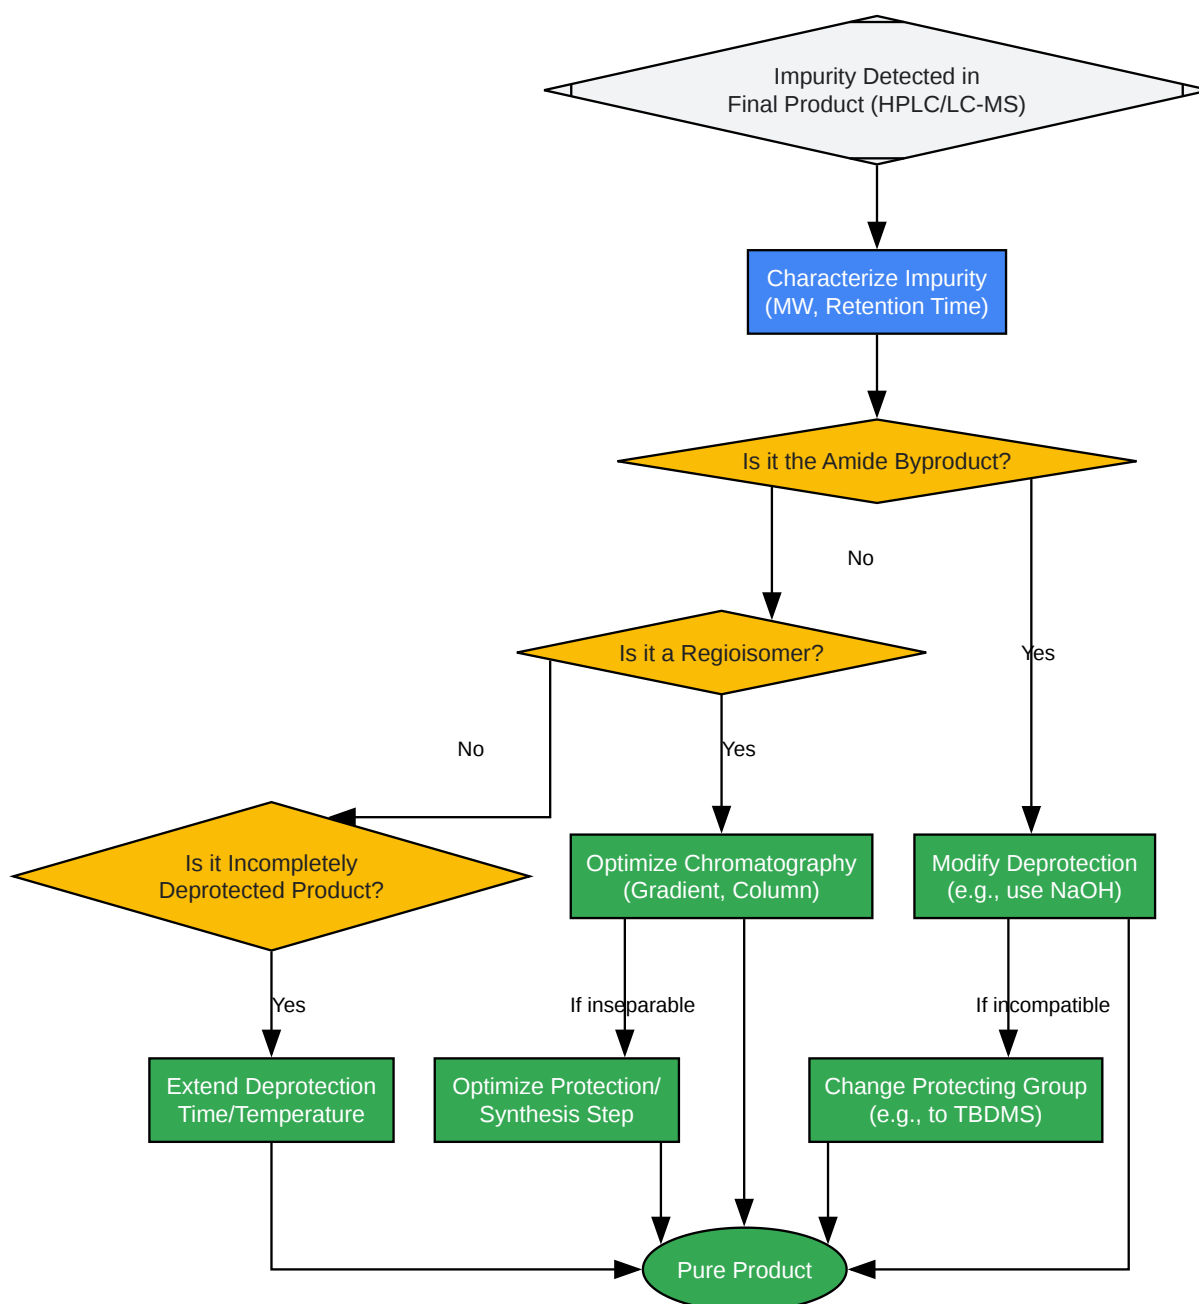 Impurity Detected in
Final Product (HPLC/LC-MS)
Characterize Impurity
(MW, Retention Time)
Is it the Amide Byproduct?
No
Is it a Regioisomer?
Yes
No
Yes
Is it Incompletely
Deprotected Product?
Optimize Chromatography
(Gradient, Column)
Modify Deprotection
(e.g., use NaOH)
Yes
If inseparable
If incompatible
Extend Deprotection
Time/Temperature
Optimize Protection/
Synthesis Step
Change Protecting Group
(e.g., to TBDMS)
Pure Product